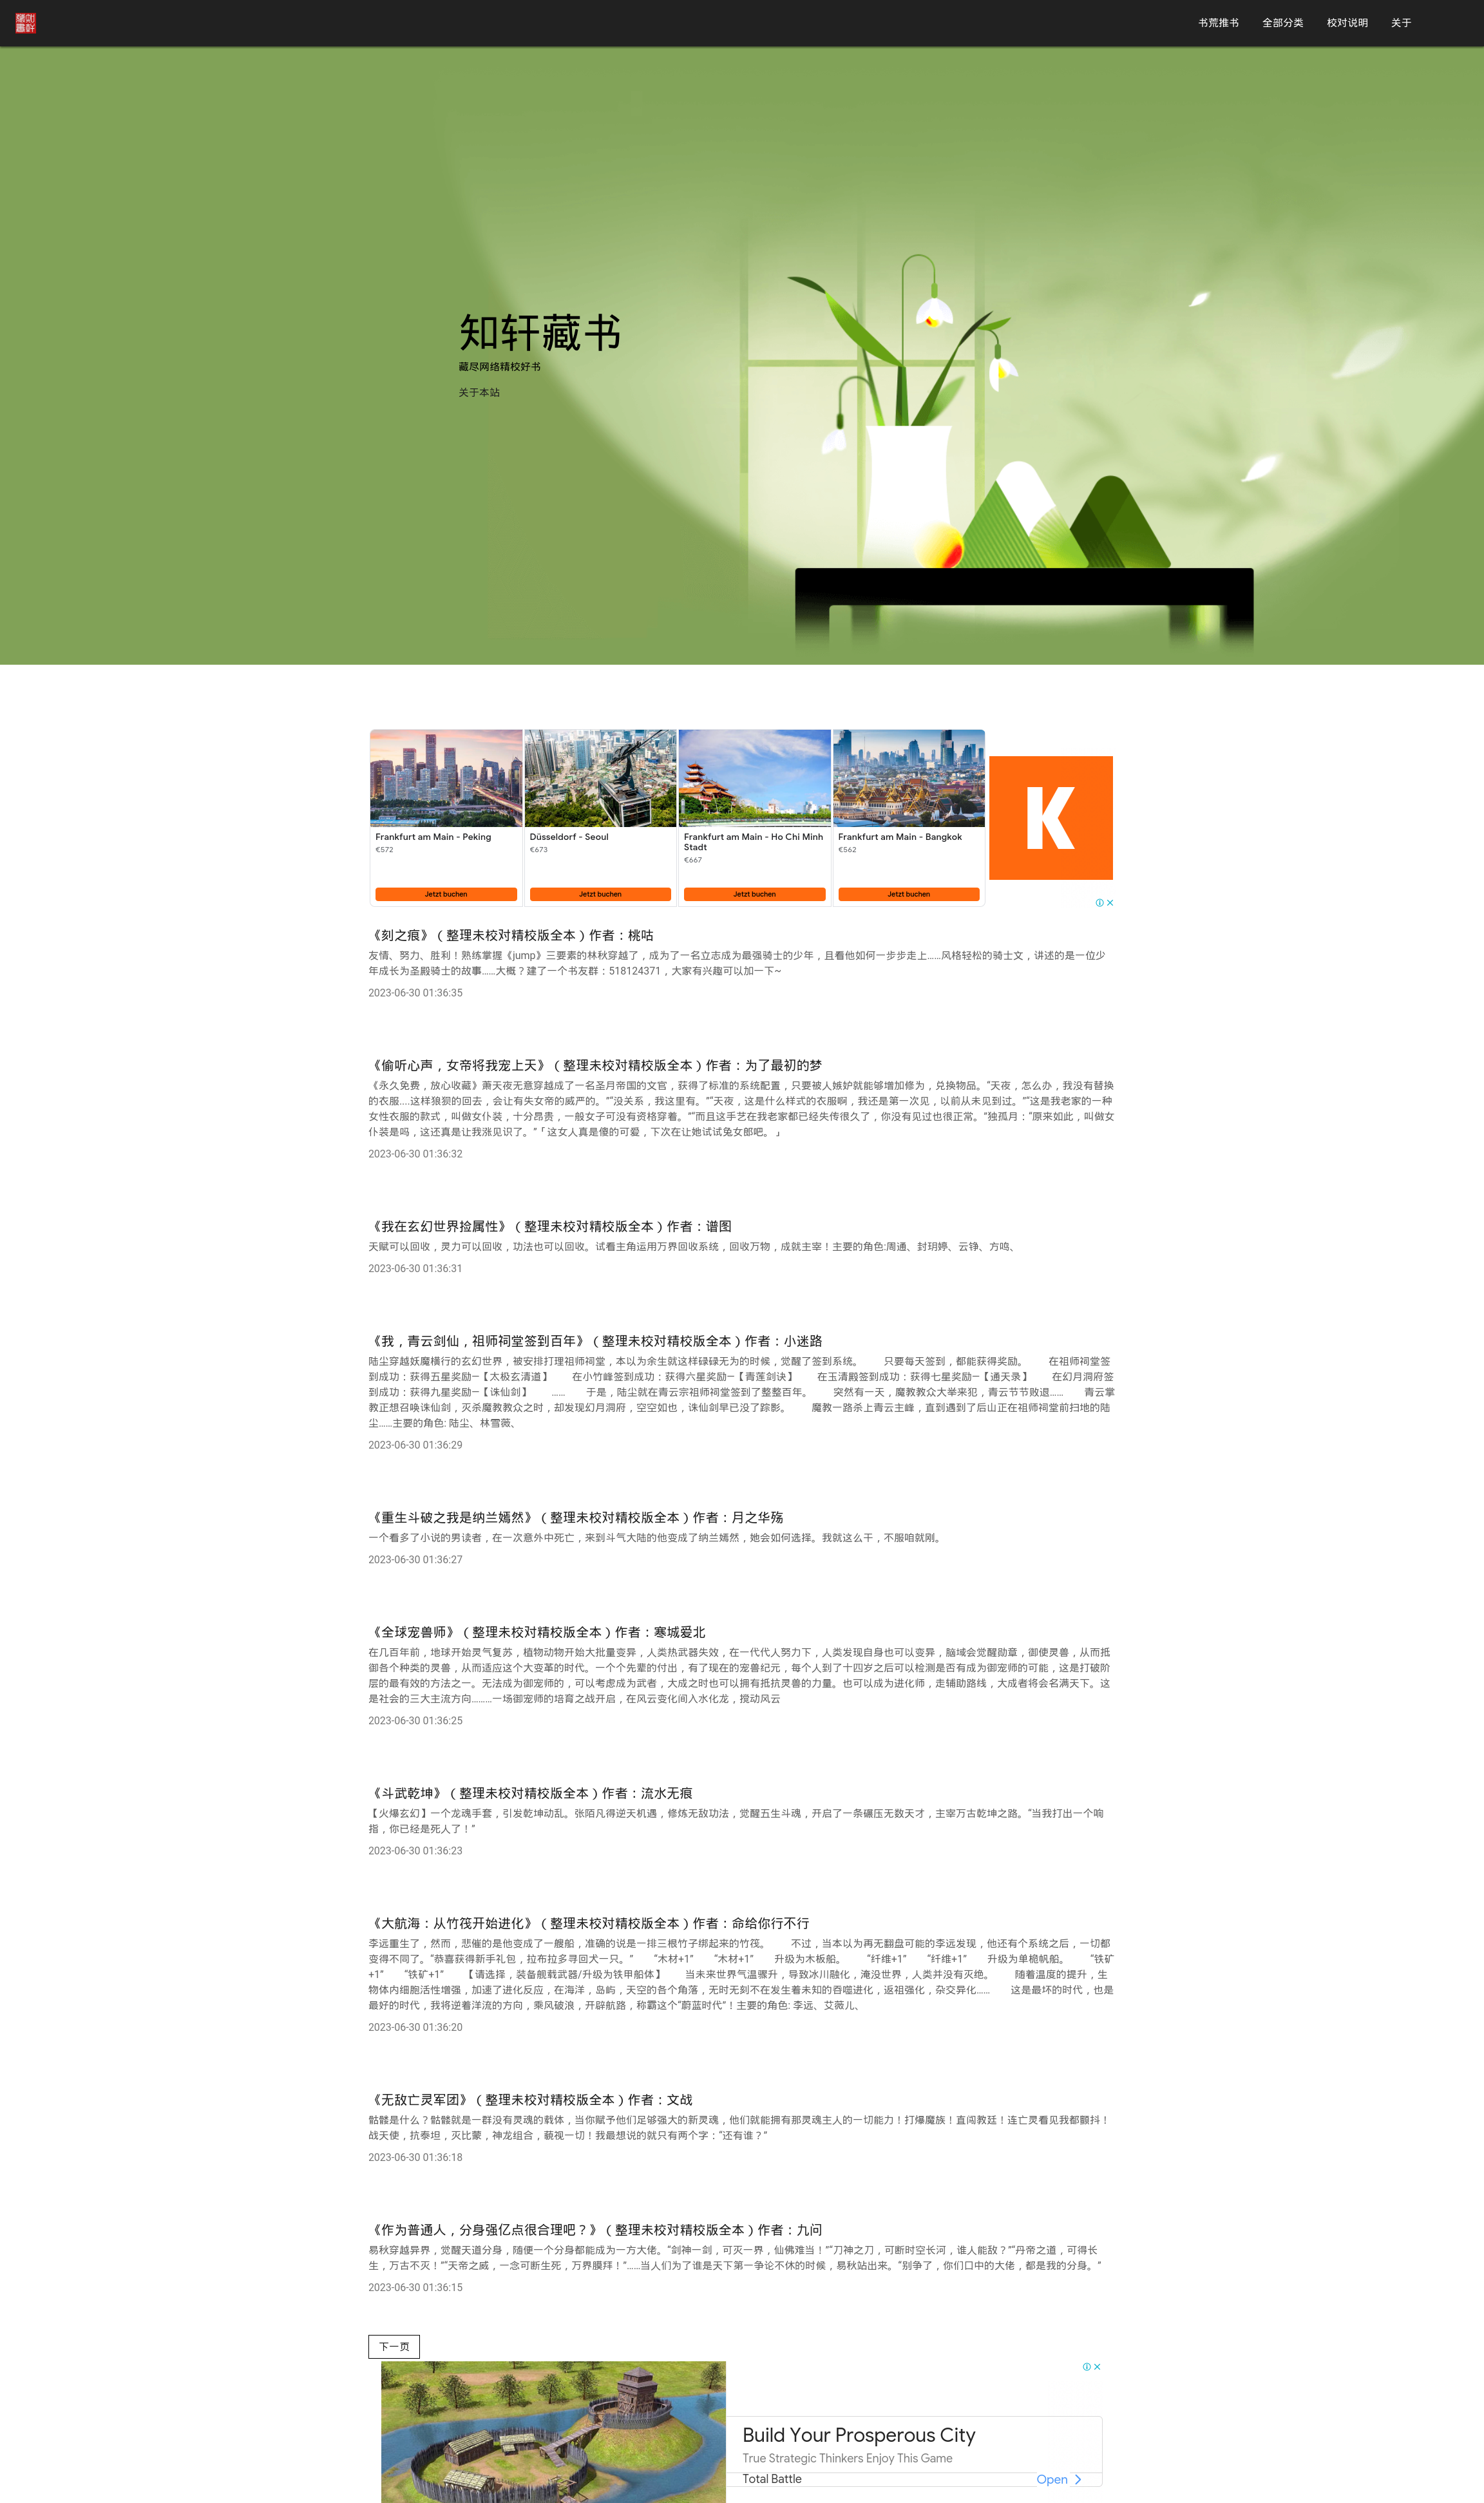 书荒推书 全部分类 校对说明 关于
知轩藏书
藏尽网络精校好书
关于本站
Frankfurt am Main - Peking
€572
Jetzt buchen
Düsseldorf - Seoul
€673
Jetzt buchen
Frankfurt am Main - Ho Chi Minh
Stadt
€667
Jetzt buchen
Frankfurt am Main - Bangkok
€562
Jetzt buchen
K
《刻之痕》（整理未校对精校版全本）作者：桃咕
友情、努力、胜利！熟练掌握《jump》三要素的林秋穿越了，成为了一名立志成为最强骑士的少年，且看他如何一步步走上……风格轻松的骑士文，讲述的是一位少
年成长为圣殿骑士的故事……大概？建了一个书友群：518124371，大家有兴趣可以加一下~
2023-06-30 01:36:35
《偷听心声，女帝将我宠上天》（整理未校对精校版全本）作者：为了最初的梦
《永久免费，放心收藏》萧天夜无意穿越成了一名圣月帝国的文官，获得了标准的系统配置，只要被人嫉妒就能够增加修为，兑换物品。“天夜，怎么办，我没有替换
的衣服....这样狼狈的回去，会让有失女帝的威严的。”“没关系，我这里有。”“天夜，这是什么样式的衣服啊，我还是第一次见，以前从未见到过。”“这是我老家的一种
女性衣服的款式，叫做女仆装，十分昂贵，一般女子可没有资格穿着。”“而且这手艺在我老家都已经失传很久了，你没有见过也很正常。”独孤月：“原来如此，叫做女
仆装是吗，这还真是让我涨见识了。”「这女人真是傻的可爱，下次在让她试试兔女郎吧。」
2023-06-30 01:36:32
《我在玄幻世界捡属性》（整理未校对精校版全本）作者：谱图
天赋可以回收，灵力可以回收，功法也可以回收。试看主角运用万界回收系统，回收万物，成就主宰！主要的角色:周通、封玥婷、云铮、方鸣、
2023-06-30 01:36:31
《我，青云剑仙，祖师祠堂签到百年》（整理未校对精校版全本）作者：小迷路
陆尘穿越妖魔横行的玄幻世界，被安排打理祖师祠堂，本以为余生就这样碌碌无为的时候，觉醒了签到系统。　　只要每天签到，都能获得奖励。　　在祖师祠堂签
到成功：获得五星奖励—【太极玄清道】　　在小竹峰签到成功：获得六星奖励—【青莲剑诀】　　在玉清殿签到成功：获得七星奖励—【通天录】　　在幻月洞府签
到成功：获得九星奖励—【诛仙剑】　　……　　于是，陆尘就在青云宗祖师祠堂签到了整整百年。　　突然有一天，魔教教众大举来犯，青云节节败退……　　青云掌
教正想召唤诛仙剑，灭杀魔教教众之时，却发现幻月洞府，空空如也，诛仙剑早已没了踪影。　　魔教一路杀上青云主峰，直到遇到了后山正在祖师祠堂前扫地的陆
尘……主要的角色: 陆尘、林雪薇、
2023-06-30 01:36:29
《重生斗破之我是纳兰嫣然》（整理未校对精校版全本）作者：月之华殇
一个看多了小说的男读者，在一次意外中死亡，来到斗气大陆的他变成了纳兰嫣然，她会如何选择。我就这么干，不服咱就刚。
2023-06-30 01:36:27
《全球宠兽师》（整理未校对精校版全本）作者：寒城爱北
在几百年前，地球开始灵气复苏，植物动物开始大批量变异，人类热武器失效，在一代代人努力下，人类发现自身也可以变异，脑域会觉醒勋章，御使灵兽，从而抵
御各个种类的灵兽，从而适应这个大变革的时代。一个个先辈的付出，有了现在的宠兽纪元，每个人到了十四岁之后可以检测是否有成为御宠师的可能，这是打破阶
层的最有效的方法之一。无法成为御宠师的，可以考虑成为武者，大成之时也可以拥有抵抗灵兽的力量。也可以成为进化师，走辅助路线，大成者将会名满天下。这
是社会的三大主流方向………一场御宠师的培育之战开启，在风云变化间入水化龙，搅动风云
2023-06-30 01:36:25
《斗武乾坤》（整理未校对精校版全本）作者：流水无痕
【火爆玄幻】一个龙魂手套，引发乾坤动乱。张陌凡得逆天机遇，修炼无敌功法，觉醒五生斗魂，开启了一条碾压无数天才，主宰万古乾坤之路。“当我打出一个响
指，你已经是死人了！”
2023-06-30 01:36:23
《大航海：从竹筏开始进化》（整理未校对精校版全本）作者：命给你行不行
李远重生了，然而，悲催的是他变成了一艘船，准确的说是一排三根竹子绑起来的竹筏。　　不过，当本以为再无翻盘可能的李远发现，他还有个系统之后，一切都
变得不同了。“恭喜获得新手礼包，拉布拉多寻回犬一只。”　　“木材+1”　　“木材+1”　　升级为木板船。　　“纤维+1”　　“纤维+1”　　升级为单桅帆船。　　“铁矿
+1”　　“铁矿+1”　　【请选择，装备舰载武器/升级为铁甲船体】　　当未来世界气温骤升，导致冰川融化，淹没世界，人类并没有灭绝。　　随着温度的提升，生
物体内细胞活性增强，加速了进化反应，在海洋，岛屿，天空的各个角落，无时无刻不在发生着未知的吞噬进化，返祖强化，杂交异化……　　这是最坏的时代，也是
最好的时代，我将逆着洋流的方向，乘风破浪，开辟航路，称霸这个“蔚蓝时代”！主要的角色: 李远、艾薇儿、
2023-06-30 01:36:20
《无敌亡灵军团》（整理未校对精校版全本）作者：文战
骷髅是什么？骷髅就是一群没有灵魂的载体，当你赋予他们足够强大的新灵魂，他们就能拥有那灵魂主人的一切能力！打爆魔族！直闯教廷！连亡灵看见我都颤抖！
战天使，抗泰坦，灭比蒙，神龙组合，藐视一切！我最想说的就只有两个字：“还有谁？”
2023-06-30 01:36:18
《作为普通人，分身强亿点很合理吧？》（整理未校对精校版全本）作者：九问
易秋穿越异界，觉醒天道分身，随便一个分身都能成为一方大佬。“剑神一剑，可灭一界，仙佛难当！”“刀神之刀，可断时空长河，谁人能敌？”“丹帝之道，可得长
生，万古不灭！”“天帝之威，一念可断生死，万界膜拜！”……当人们为了谁是天下第一争论不休的时候，易秋站出来。“别争了，你们口中的大佬，都是我的分身。”
2023-06-30 01:36:15
下一页
Build Your Prosperous City
True Strategic Thinkers Enjoy This Game
Total Battle
Open